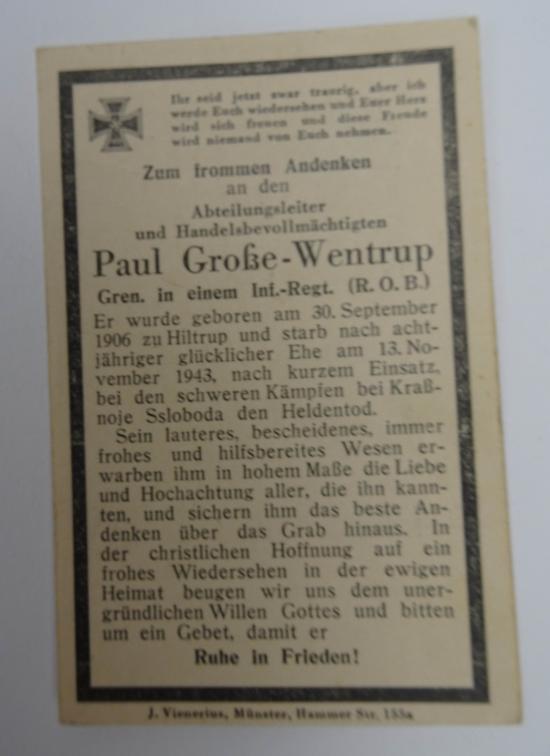 Ihr seid jetzt zwar traurig, aber ich
werde Euch wiedersehen und Euer Herz
wird sich freuen und diese Freude
wird niemand von Euch nehmen.
Zum frommen Andenken
an den
Abteilungsleiter
und Handelsbevollmächtigten
Paul Große-Wentrup
Gren. in einem Inf.-Regt. (R. O. B.)
Er wurde geboren am 30. September
1906 zu Hiltrup und starb nach acht-
jähriger glücklicher Ehe am 13. No-
vember 1943, nach kurzem Einsatz,
bei den schweren Kämpfen bei Kraß-
noje Ssloboda den Heldentod.
Sein lauteres, bescheidenes, immer
frohes und hilfsbereites Wesen er-
warben ihm in hohem Maße die Liebe
und Hochachtung aller, die ihn kann-
ten, und sichern ihm das beste An-
denken über das Grab hinaus. In
der christlichen Hoffnung auf ein
frohes Wiedersehen in der ewigen
Heimat beugen wir uns dem uner-
gründlichen Willen Gottes und bitten
um ein Gebet, damit er
Ruhe in Frieden!
J. Vienerius, Münster, Hammer Str. 155a